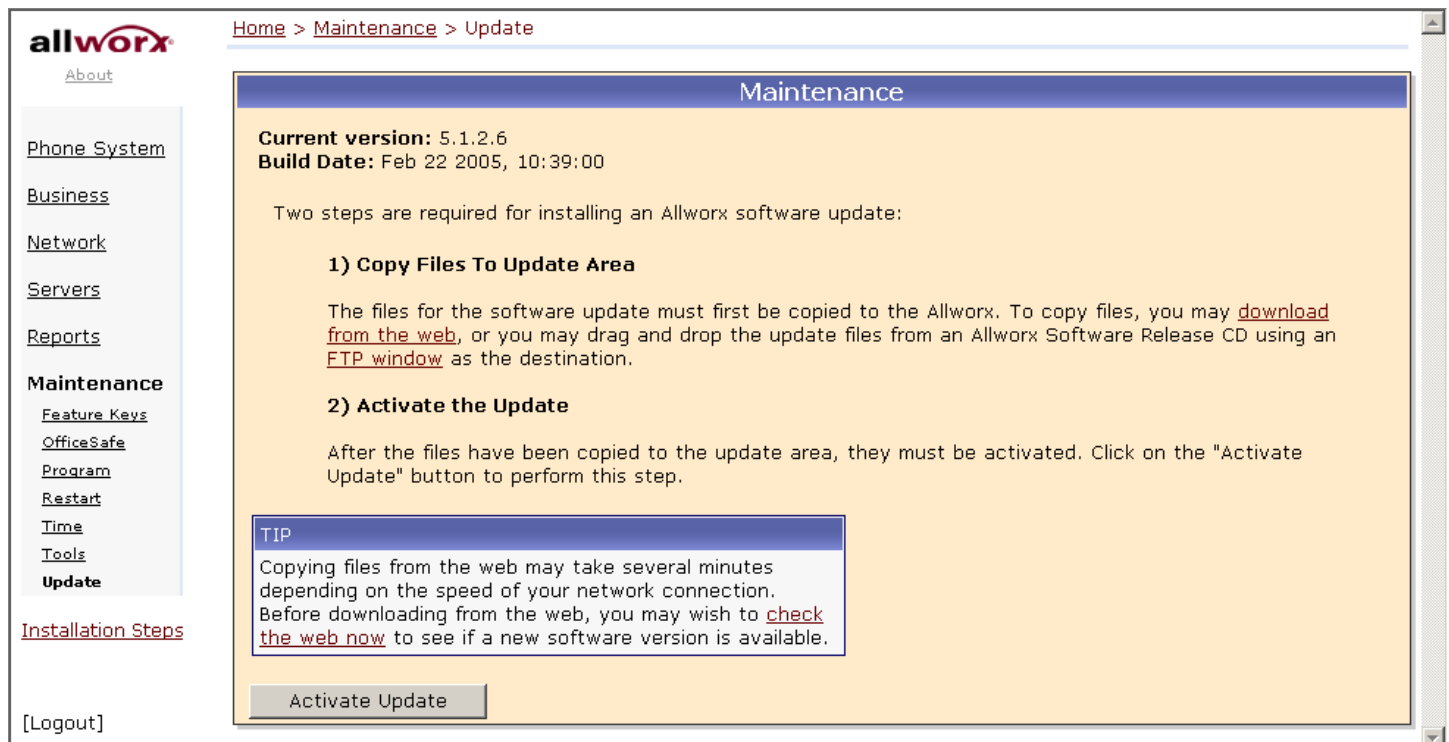 allworx
About
Phone System
Business
Network
Servers
Reports
Maintenance
Feature Keys
OfficeSafe
Program
Restart
Time
Tools
Update
Installation Steps
[Logout]
Home > Maintenance > Update
Maintenance
Current version: 5.1.2.6
Build Date: Feb 22 2005, 10:39:00
Two steps are required for installing an Allworx software update:
1) Copy Files To Update Area
The files for the software update must first be copied to the Allworx. To copy files, you may download
from the web, or you may drag and drop the update files from an Allworx Software Release CD using an
FTP window as the destination.
2) Activate the Update
After the files have been copied to the update area, they must be activated. Click on the "Activate
Update" button to perform this step.
TIP
Copying files from the web may take several minutes
depending on the speed of your network connection.
Before downloading from the web, you may wish to check
the web now to see if a new software version is available.
Activate Update